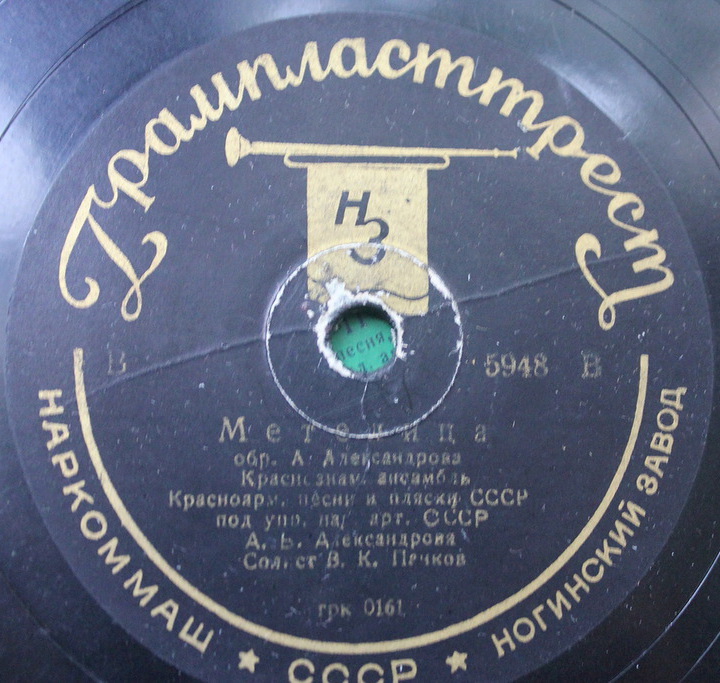 Грампласттрест
НЗ
В 5948 В
Метелица
обр. А. Александрова
Краснознам. ансамбль
Красноарм. песни и пляски СССР
под упр. нар. арт. СССР
А. В. Александрова
Солист В. К. Пачков
грк 0161
НАРКОММАШ ★ СССР ★ НОГИНСКИЙ ЗАВОД